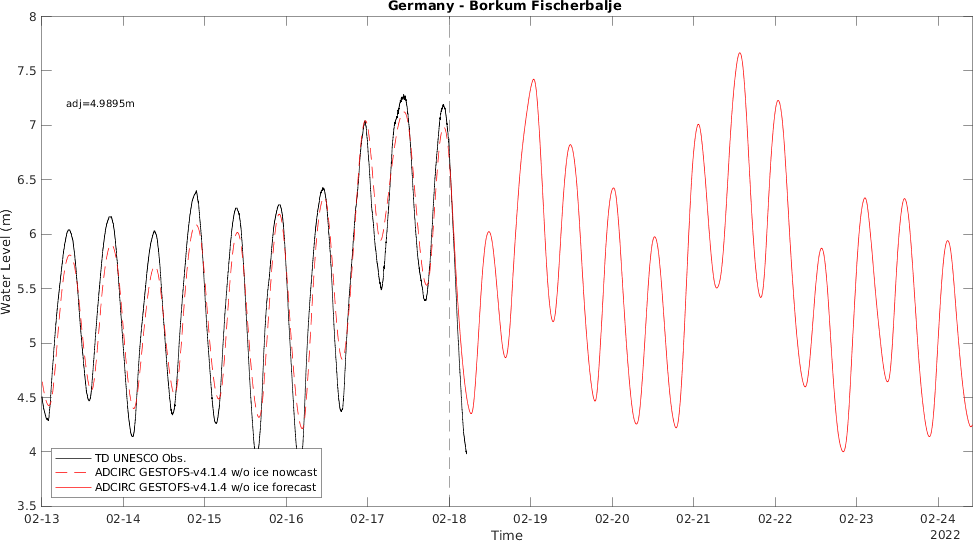 Germany - Borkum Fischerbalje
8
7.5
7
6.5
6
5.5
5
4.5
4
3.5
Water Level (m)
adj=4.9895m
TD UNESCO Obs.
ADCIRC GESTOFS-v4.1.4 w/o ice nowcast
ADCIRC GESTOFS-v4.1.4 w/o ice forecast
02-13 02-14 02-15 02-16 02-17 02-18 02-19 02-20 02-21 02-22 02-23 02-24
Time
2022